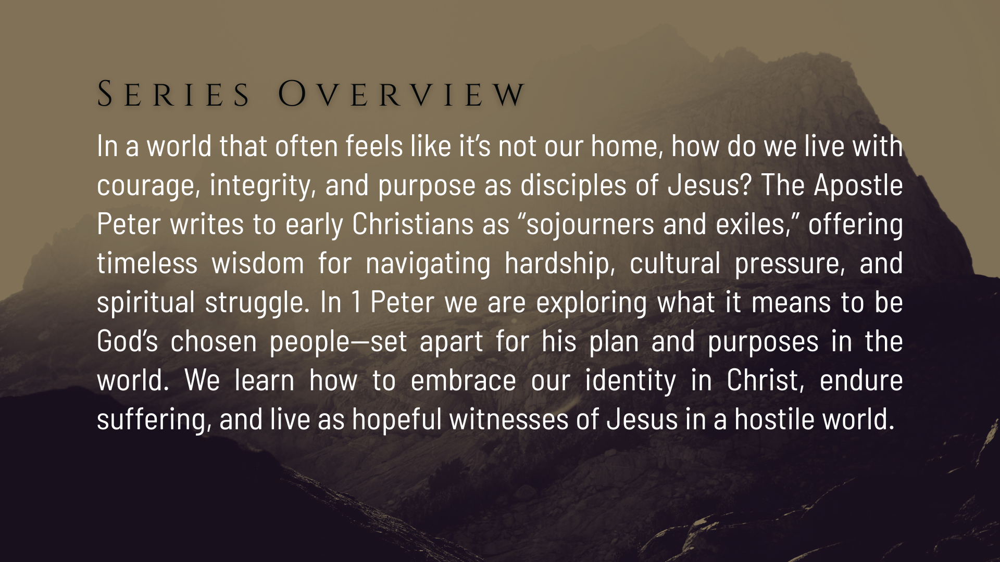 Series Overview
In a world that often feels like it’s not our home, how do we live with
courage, integrity, and purpose as disciples of Jesus? The Apostle
Peter writes to early Christians as “sojourners and exiles,” offering
timeless wisdom for navigating hardship, cultural pressure, and
spiritual struggle. In 1 Peter we are exploring what it means to be
God’s chosen people—set apart for his plan and purposes in the
world. We learn how to embrace our identity in Christ, endure
suffering, and live as hopeful witnesses of Jesus in a hostile world.